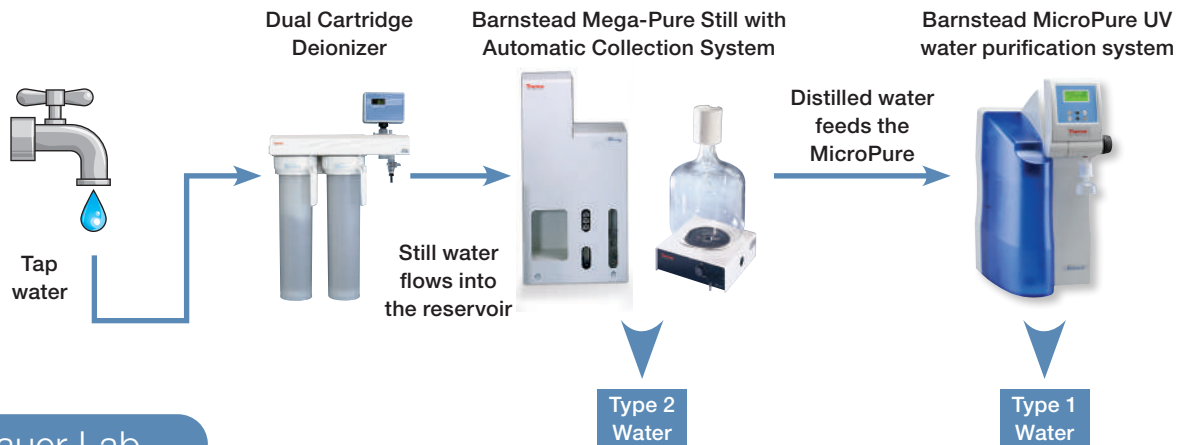 Dual Cartridge
Deionizer
Barnstead Mega-Pure Still with
Automatic Collection System
Barnstead MicroPure UV
water purification system
Distilled water
feeds the
MicroPure
Tap
water
Still water
flows into
the reservoir
Type 2
Water
Type 1
Water